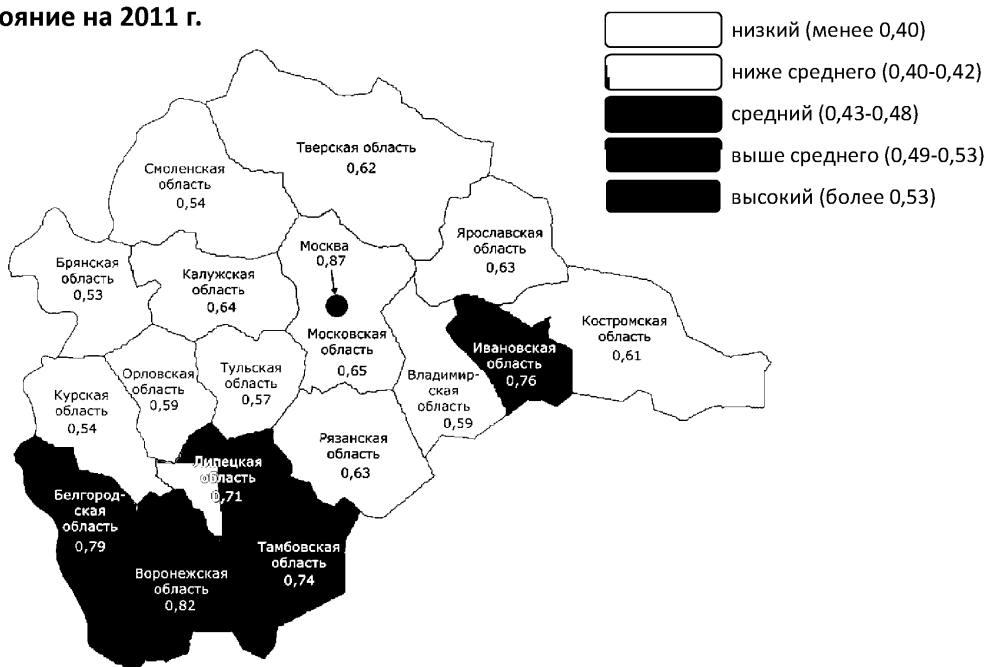 ояние на 2011 г.
низкий (менее 0,40)
ниже среднего (0,40-0,42)
средний (0,43-0,48)
выше среднего (0,49-0,53)
высокий (более 0,53)
Тверская область
0,62
Смоленская
область
0,54
Ярославская
область
0,63
Москва
0,87
Брянская
область
0,53
Калужская
область
0,64
Костромская
область
0,61
Московская
область
0,65
Ивановская
область
0,76
Владимир-
ская
область
0,59
Орловская
область
0,59
Тульская
область
0,57
Курская
область
0,54
Рязанская
область
0,63
Липецкая
область
0,71
Белгород-
ская
область
0,79
Тамбовская
область
0,74
Воронежская
область
0,82